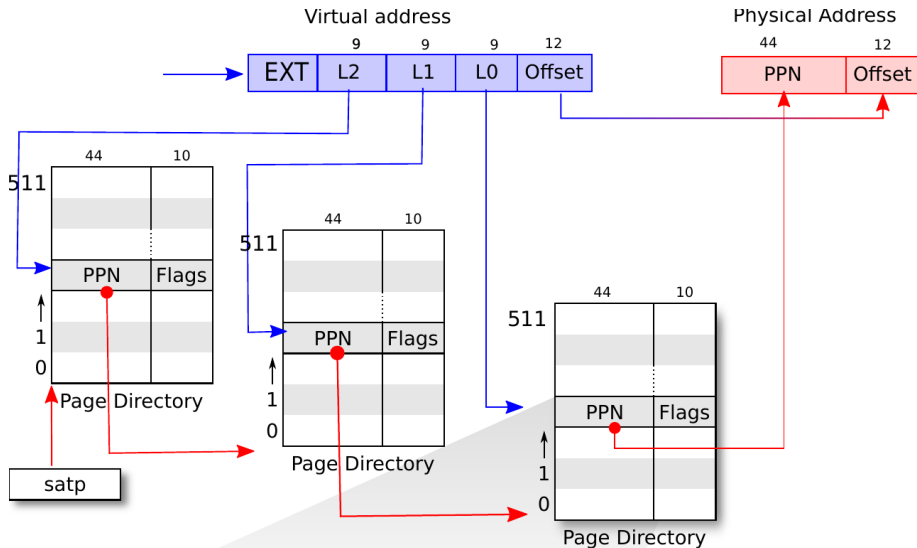 Virtual address
Physical Address
9 9 9 12
44 12
EXT L2 L1 L0 Offset
PPN Offset
44 10
511
PPN Flags
1
0
Page Directory
satp
44 10
511
PPN Flags
1
0
Page Directory
44 10
511
PPN Flags
1
0
Page Directory